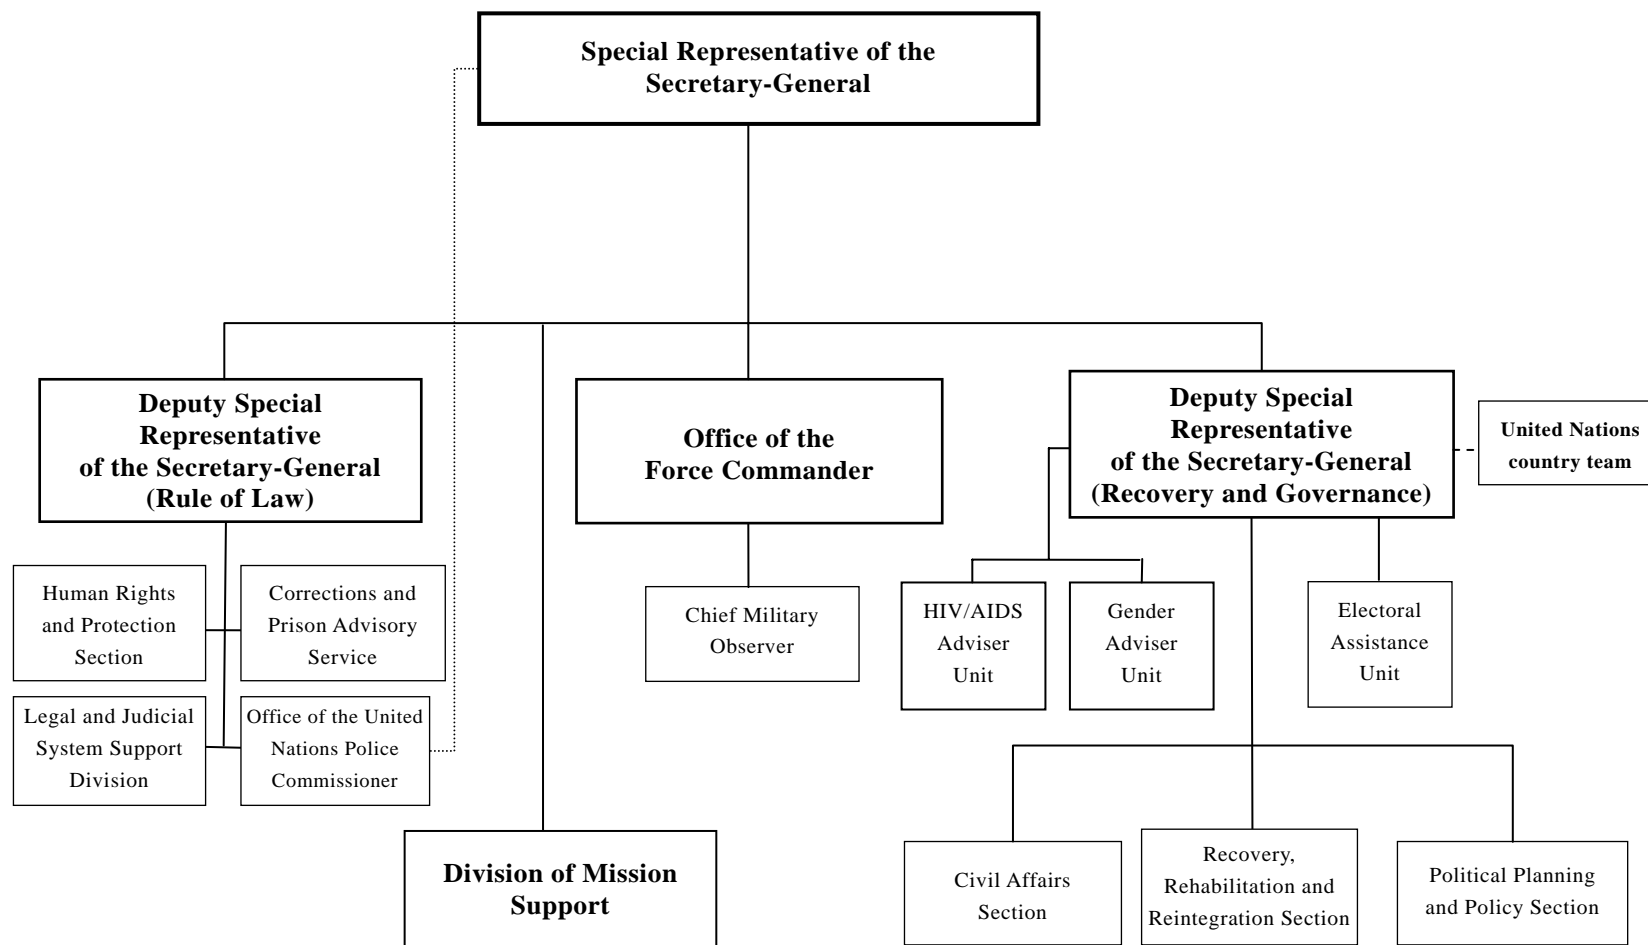 Special Representative of the
Secretary-General
Deputy Special
Representative
of the Secretary-General
(Rule of Law)
Office of the
Force Commander
Deputy Special
Representative
of the Secretary-General
(Recovery and Governance)
United Nations
country team
Human Rights
and Protection
Section
Corrections and
Prison Advisory
Service
Chief Military
Observer
HIV/AIDS
Adviser
Unit
Gender
Adviser
Unit
Electoral
Assistance
Unit
Legal and Judicial
System Support
Division
Office of the United
Nations Police
Commissioner
Division of Mission
Support
Civil Affairs
Section
Recovery,
Rehabilitation and
Reintegration Section
Political Planning
and Policy Section